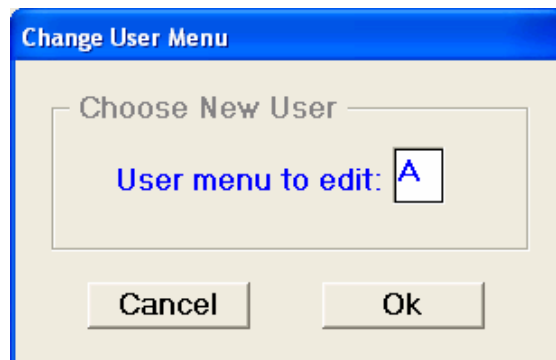 Change User Menu
Choose New User
User menu to edit: A
Cancel Ok